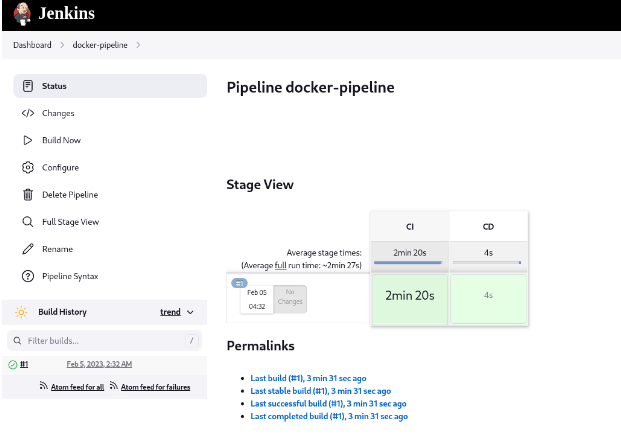 Jenkins
Dashboard
docker-pipeline
Status
Changes
Build Now
Configure
Delete Pipeline
Full Stage View
Rename
Pipeline Syntax
Build History
trend
Filter builds...
/
#1
Feb 5, 2023, 2:32 AM
Atom feed for all
Atom feed for failures
Pipeline docker-pipeline
Stage View
CI
CD
Average stage times:
2min 20s
4s
(Average full run time: ~2min 27s)
#1
Feb 05
04:32
No
Changes
2min 20s
4s
Permalinks
Last build (#1), 3 min 31 sec ago
Last stable build (#1), 3 min 31 sec ago
Last successful build (#1), 3 min 31 sec ago
Last completed build (#1), 3 min 31 sec ago